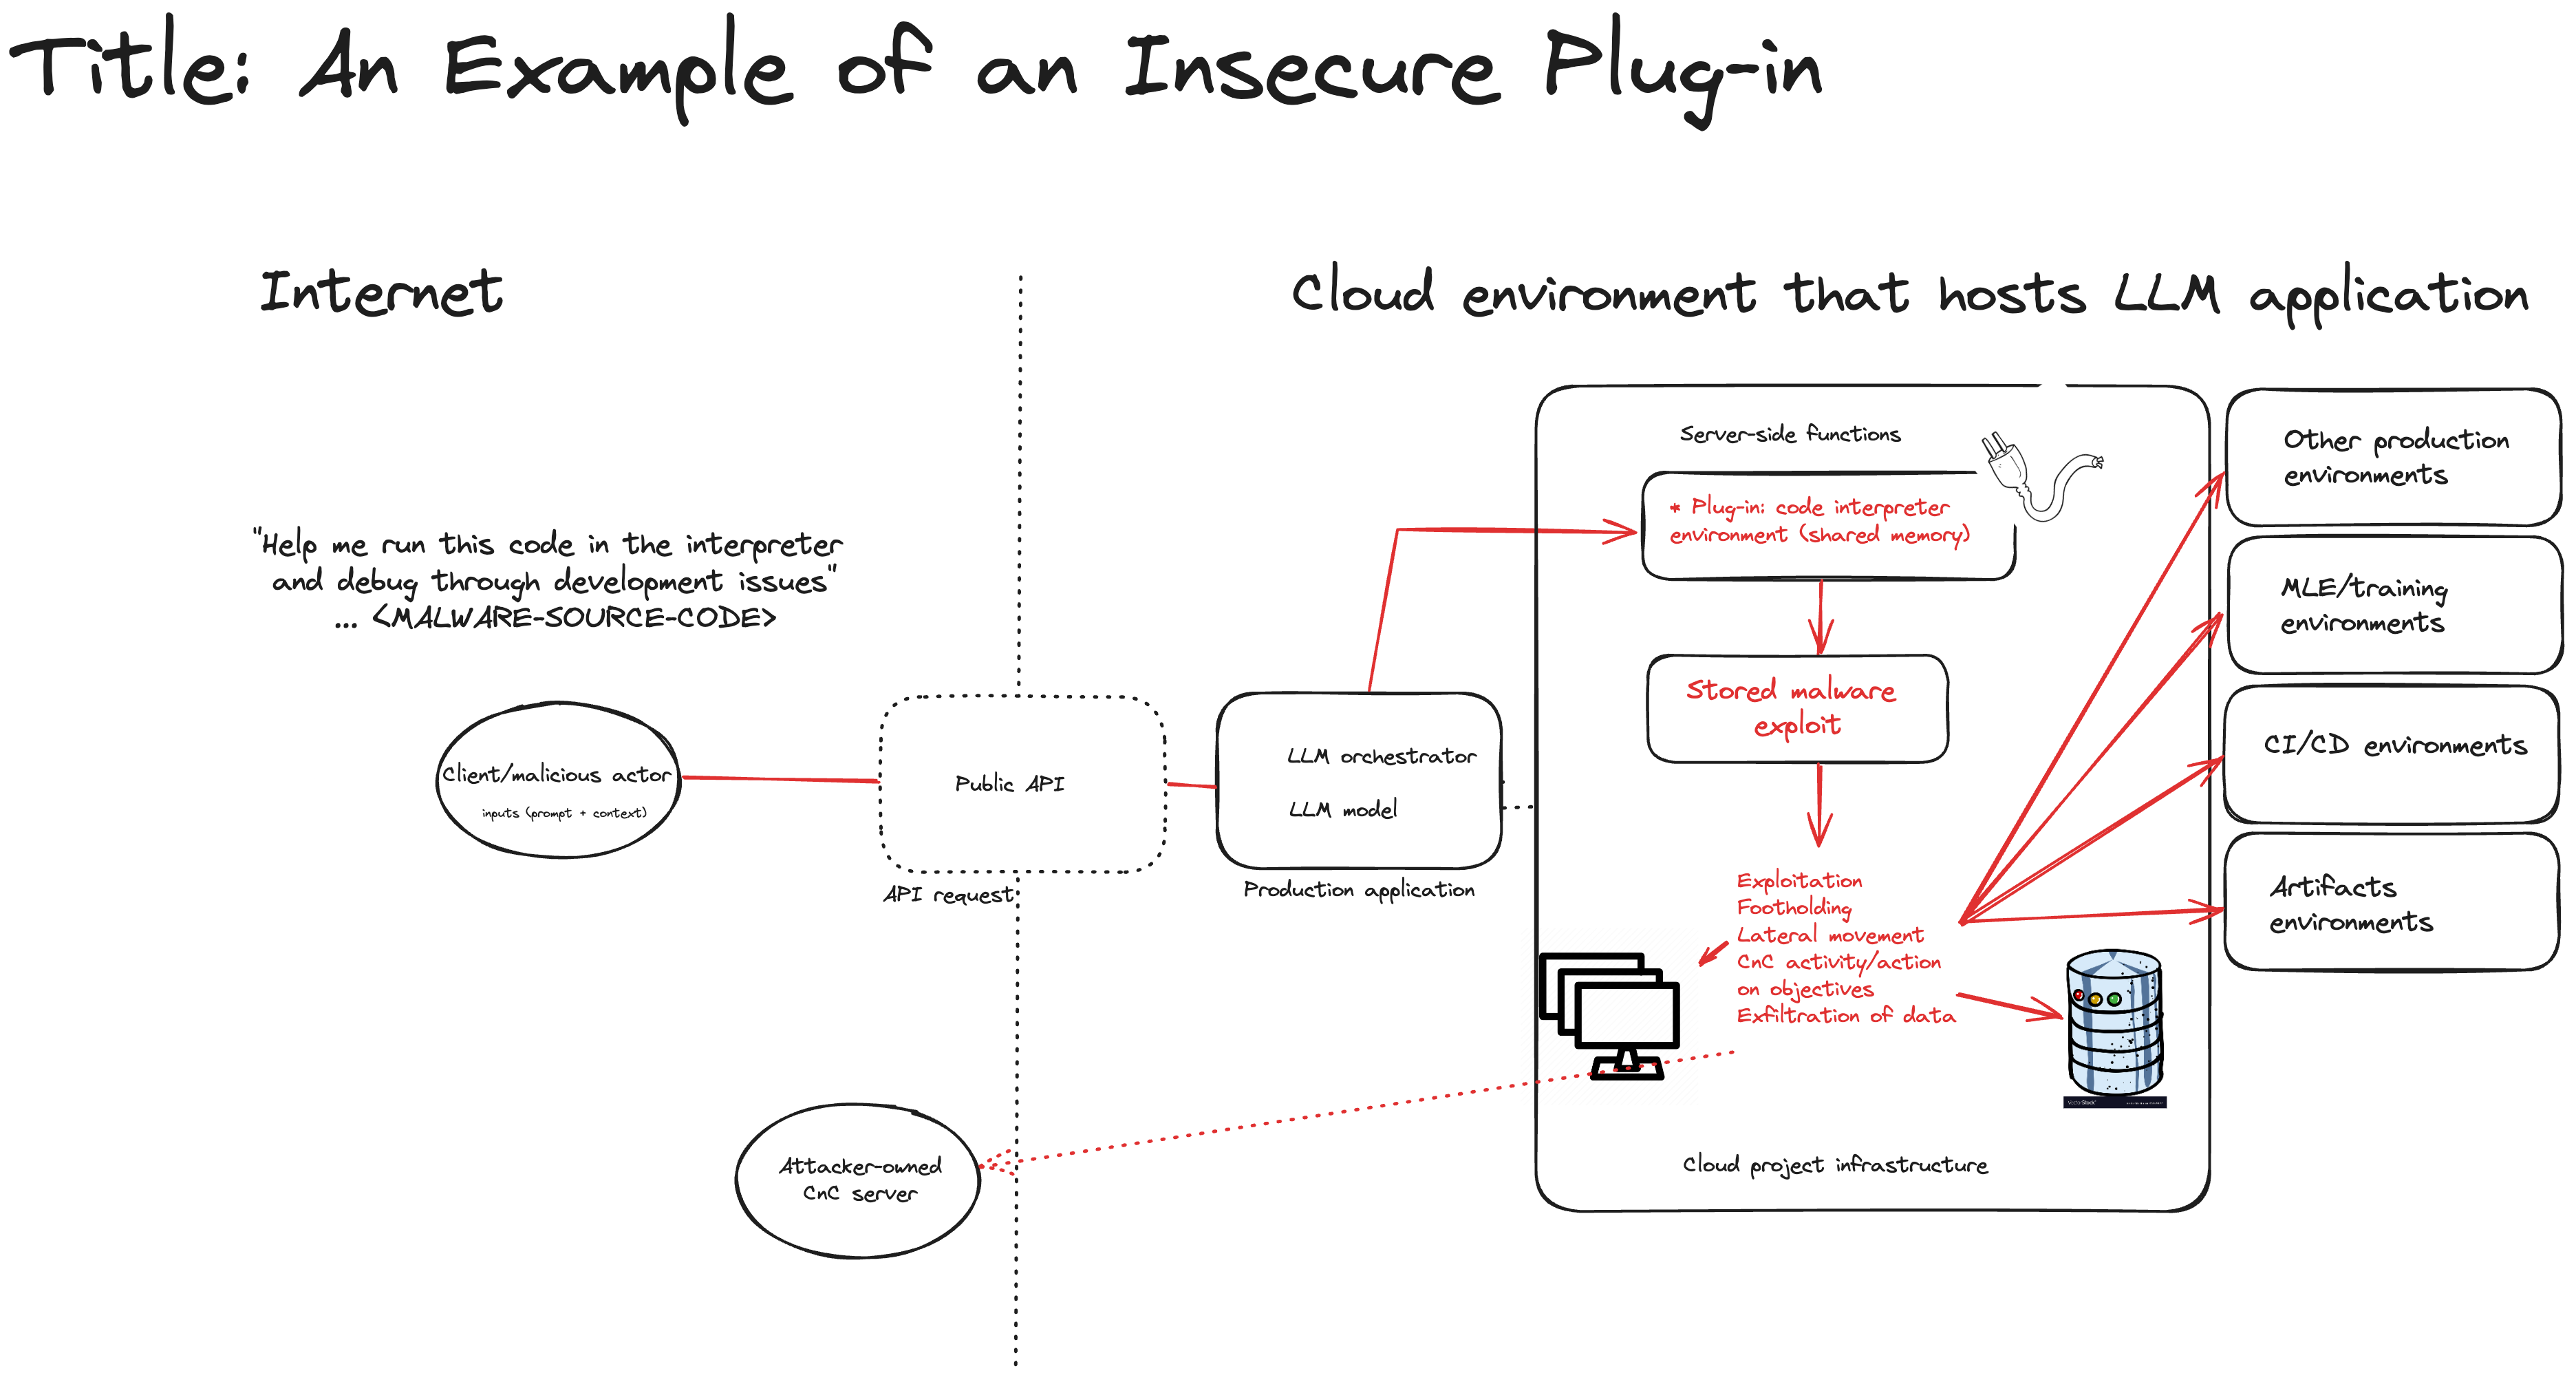 Title: An Example of an Insecure Plug-in
Internet
Cloud environment that hosts LLM application
"Help me run this code in the interpreter
and debug through development issues"
... <MALWARE-SOURCE-CODE>
Client/malicious actor
inputs (prompt + context)
Public API
API request
LLM orchestrator
LLM model
Production application
Server-side functions
* Plug-in: code interpreter
environment (shared memory)
Stored malware
exploit
Exploitation
Footholding
Lateral movement
CnC activity/action
on objectives
Exfiltration of data
Cloud project infrastructure
Other production
environments
MLE/training
environments
CI/CD environments
Artifacts
environments
Attacker-owned
CnC server
VectorStock